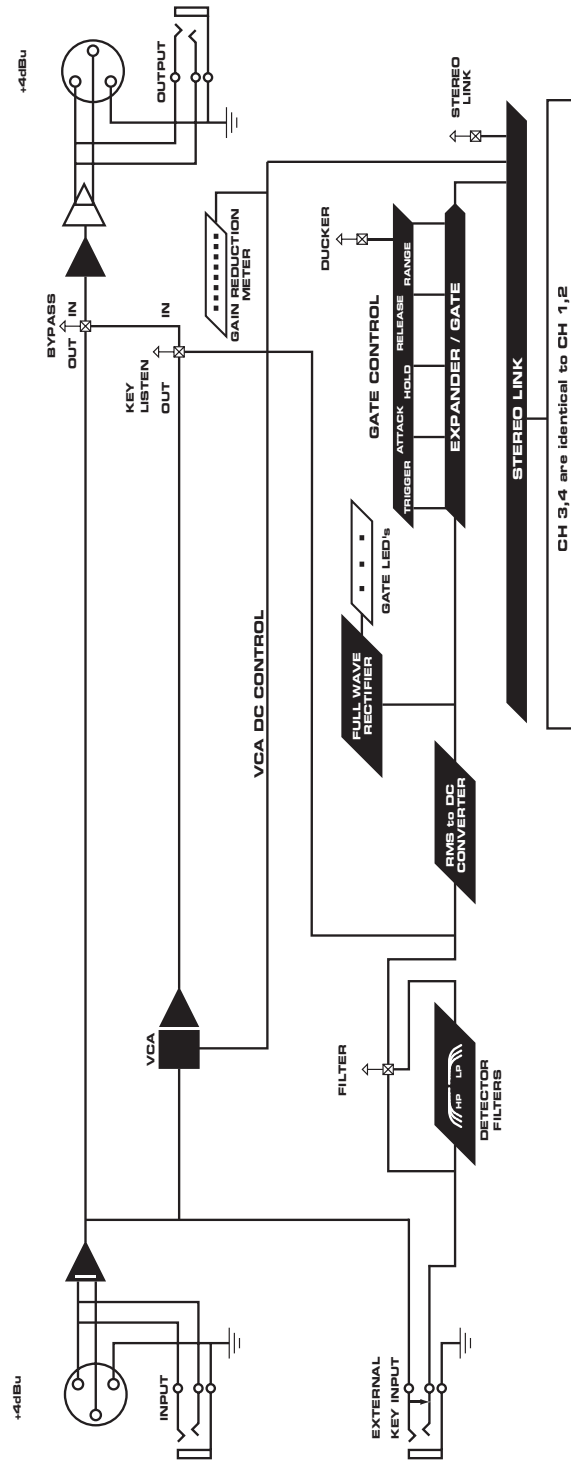 +4dBu
INPUT
EXTERNAL
KEY INPUT
VCA
FILTER
HP LP
DETECTOR
FILTERS
RMS to DC
CONVERTER
FULL WAVE
RECTIFIER
GATE LED's
VCA DC CONTROL
BYPASS
OUT IN
KEY
LISTEN
OUT IN
GAIN REDUCTION
METER
GATE CONTROL
TRIGGER ATTACK HOLD RELEASE RANGE
EXPANDER / GATE
DUCKER
STEREO LINK
STEREO
LINK
CH 3,4 are identical to CH 1,2
+4dBu
OUTPUT